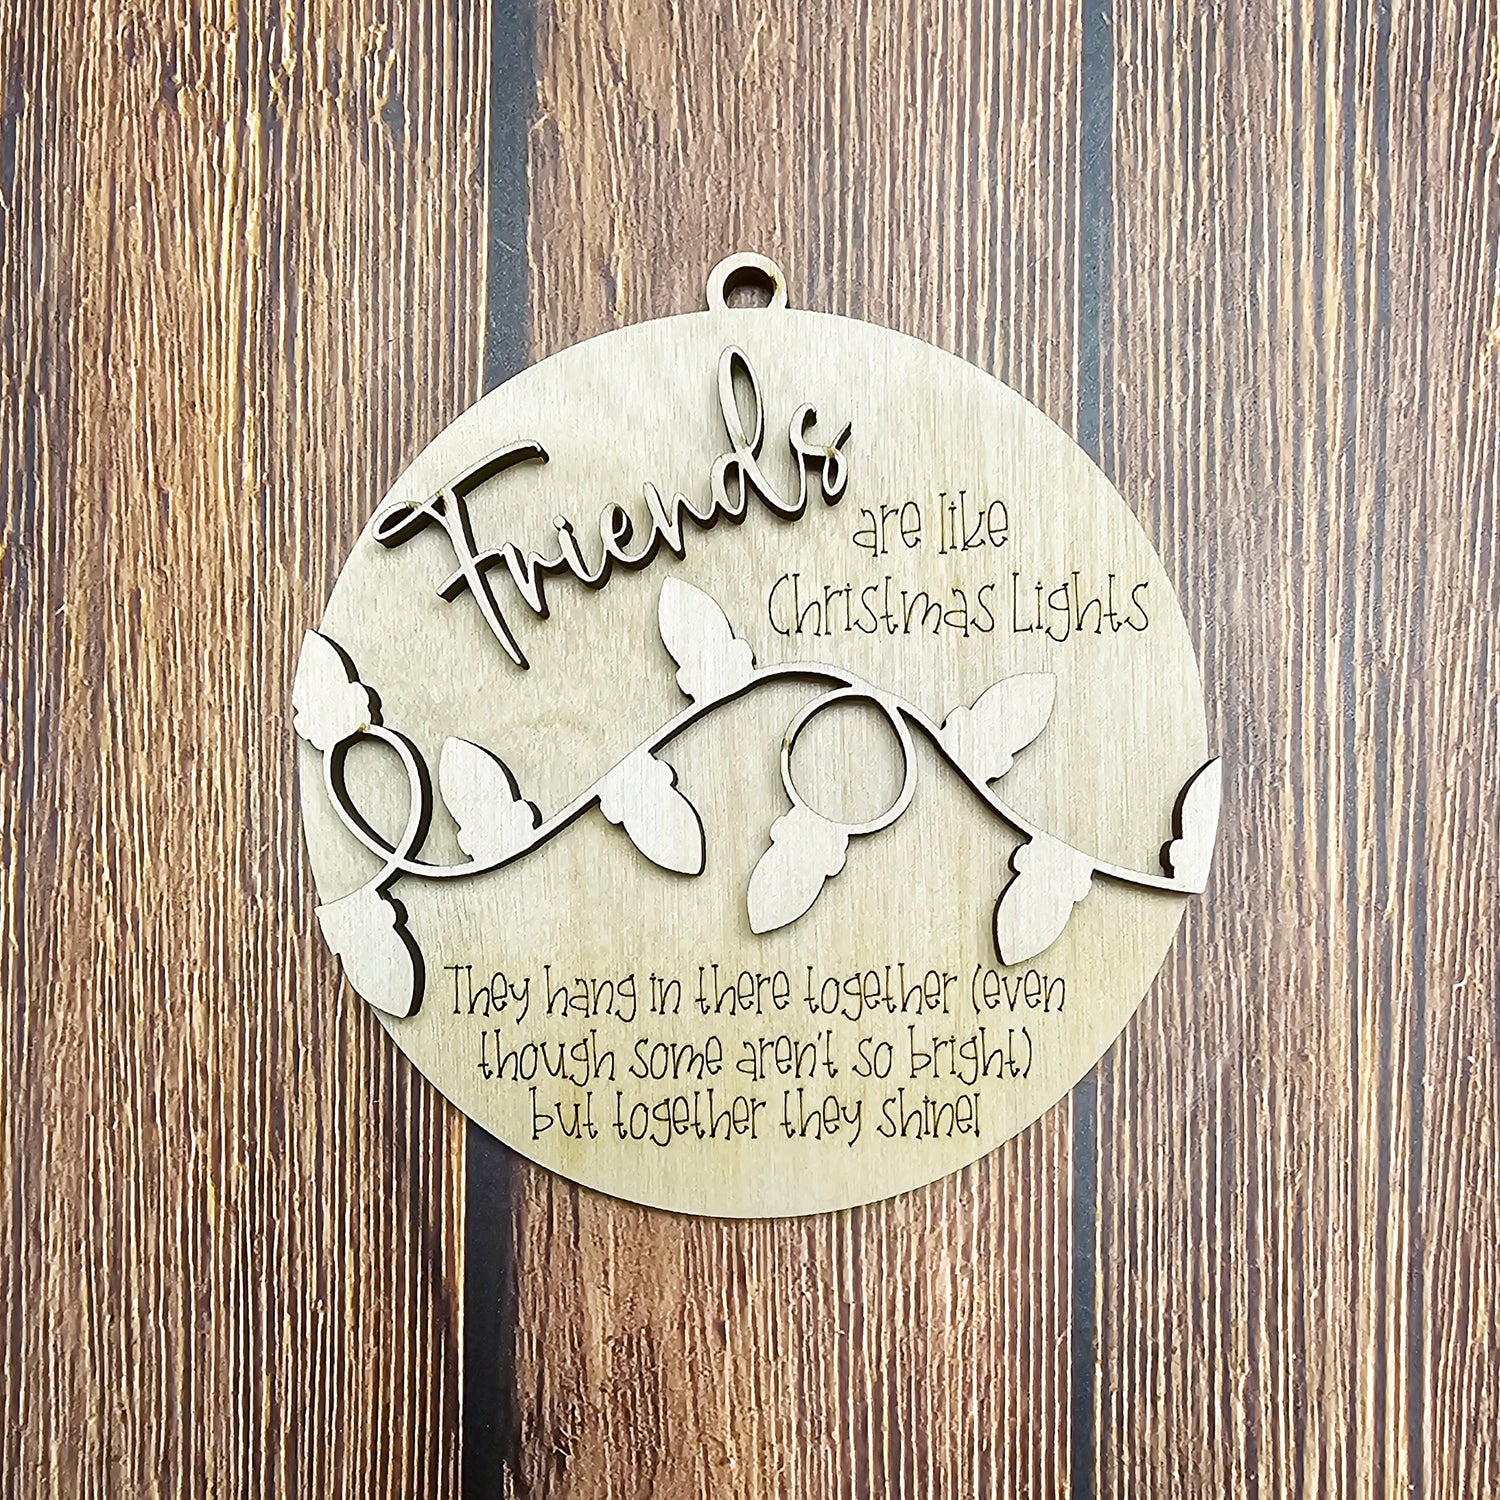 Friends
are like
Christmas Lights
They hang in there together (even
though some aren't so bright)
but together they shine!